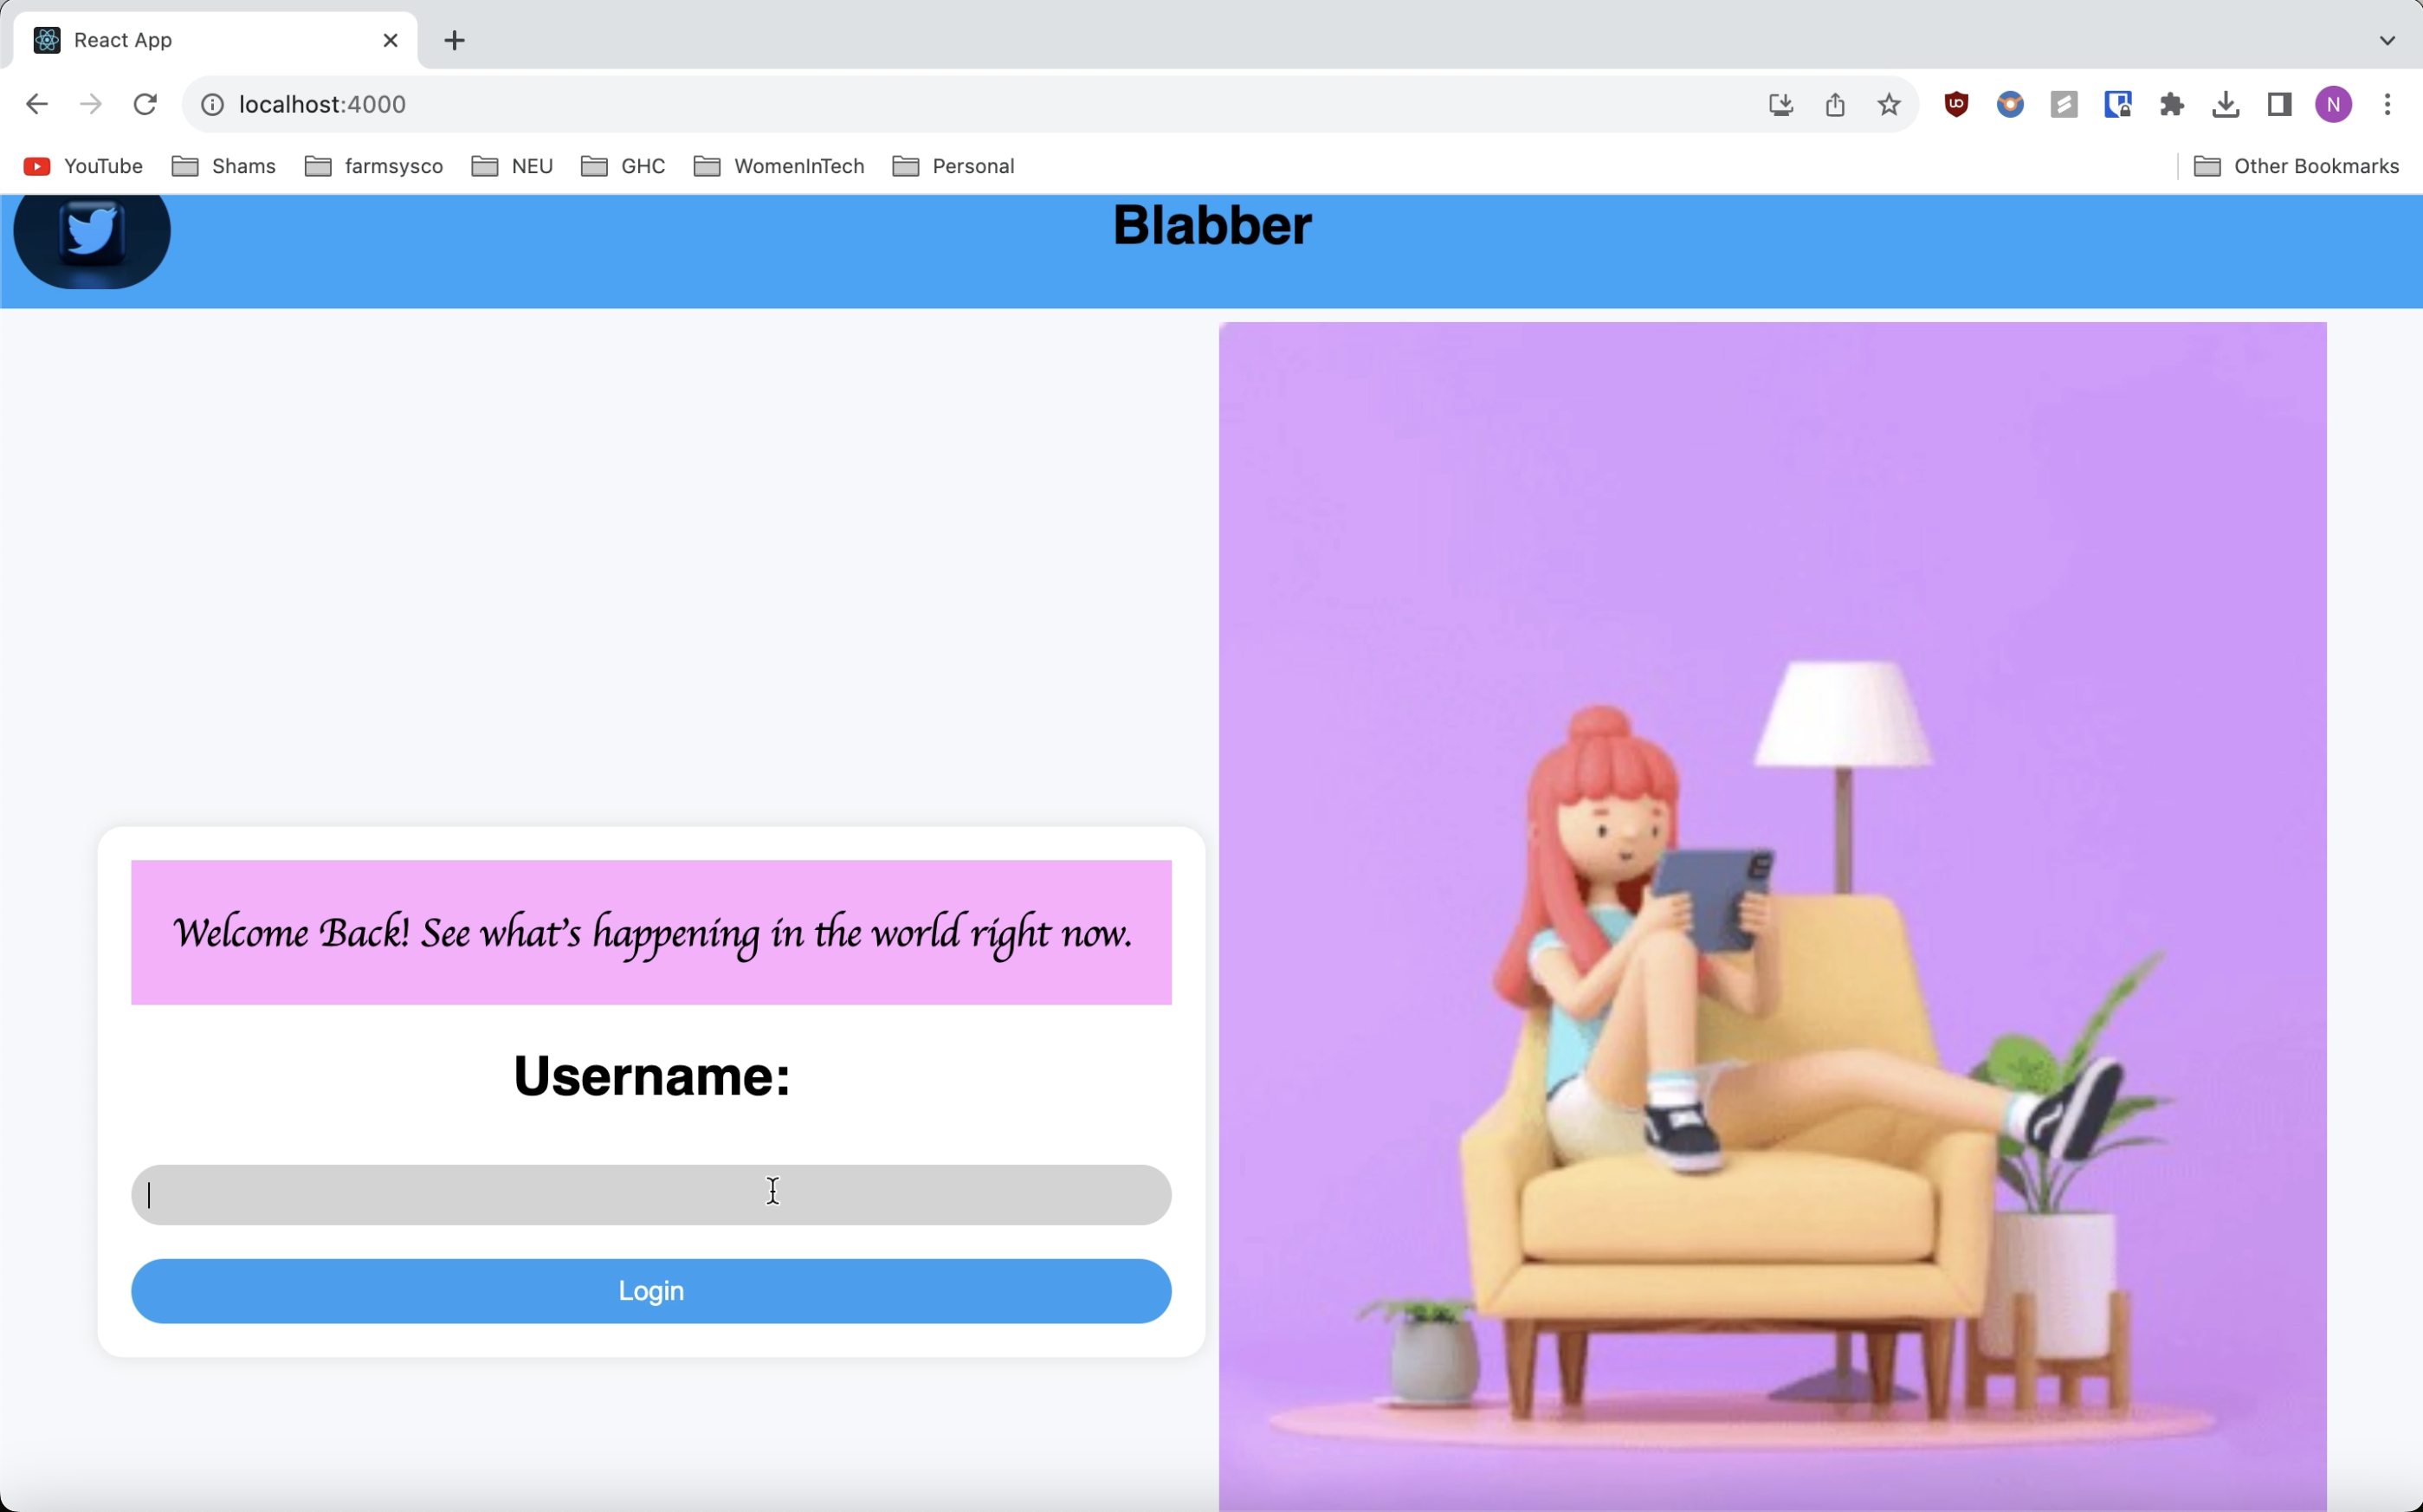 React App
localhost:4000
N
YouTube Shams farmsysco NEU GHC WomenInTech Personal Other Bookmarks
Blabber
Welcome Back! See what's happening in the world right now.
Username:
Login